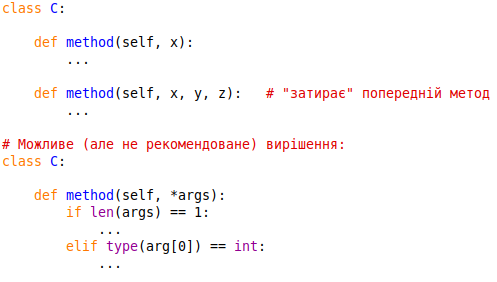 class C:
    def method(self, x):
        ...
    def method(self, x, y, z):   # "затирає" попередній метод
        ...
# Можливе (але не рекомендоване) вирішення:
class C:
    def method(self, *args):
        if len(args) == 1:
            ...
        elif type(arg[0]) == int:
            ...